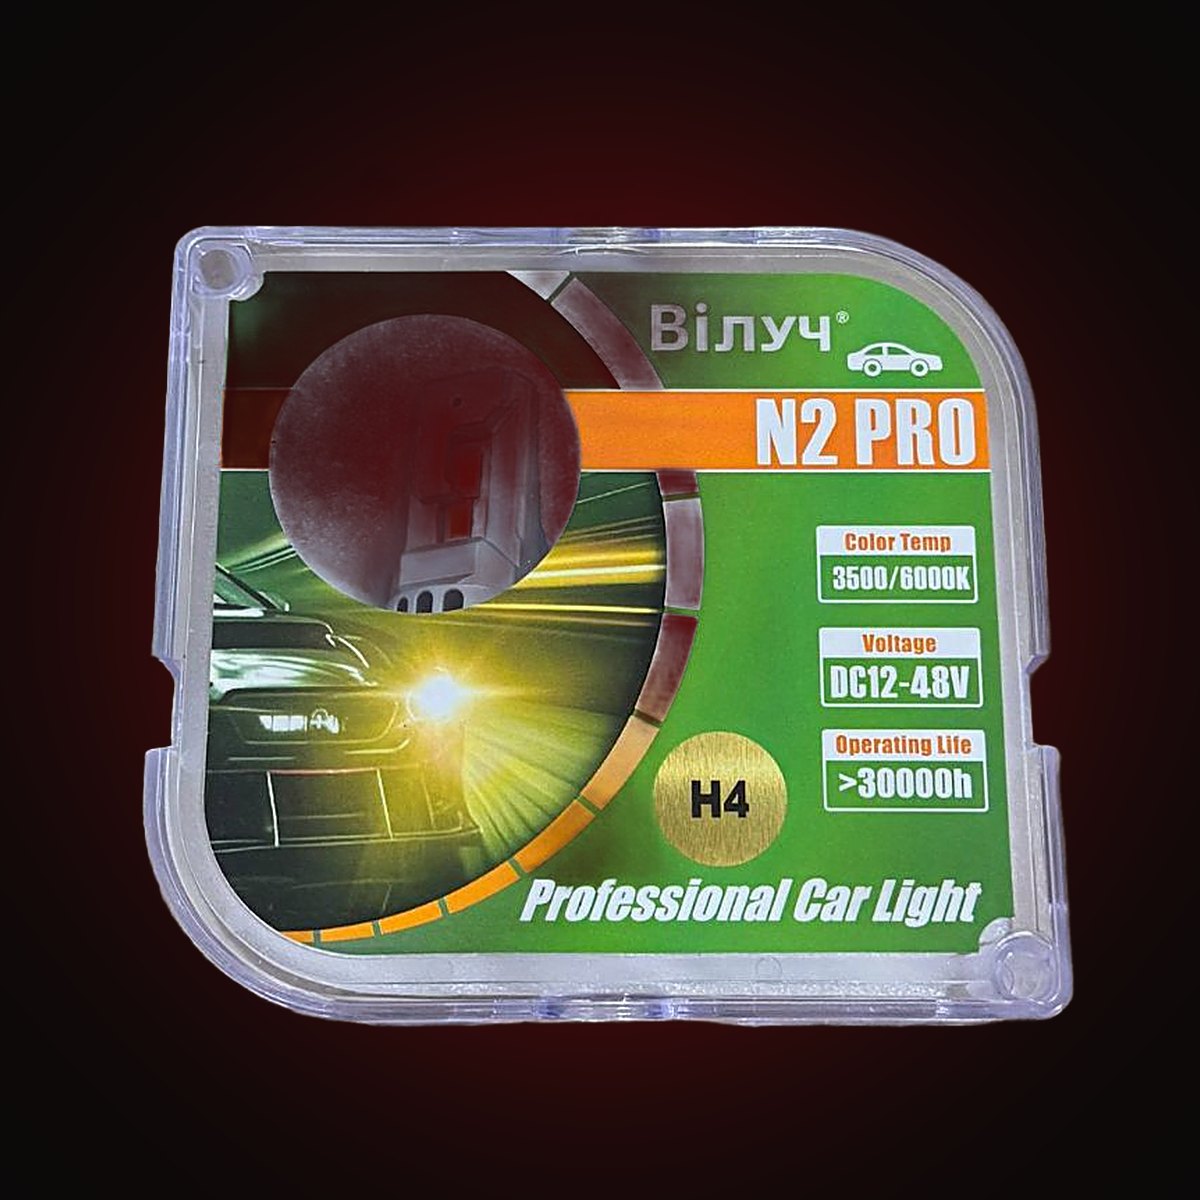 Вілуч®
N2 PRO
Color Temp
3500/6000K
Voltage
DC12-48V
Operating Life
>30000h
H4
Professional Car Light